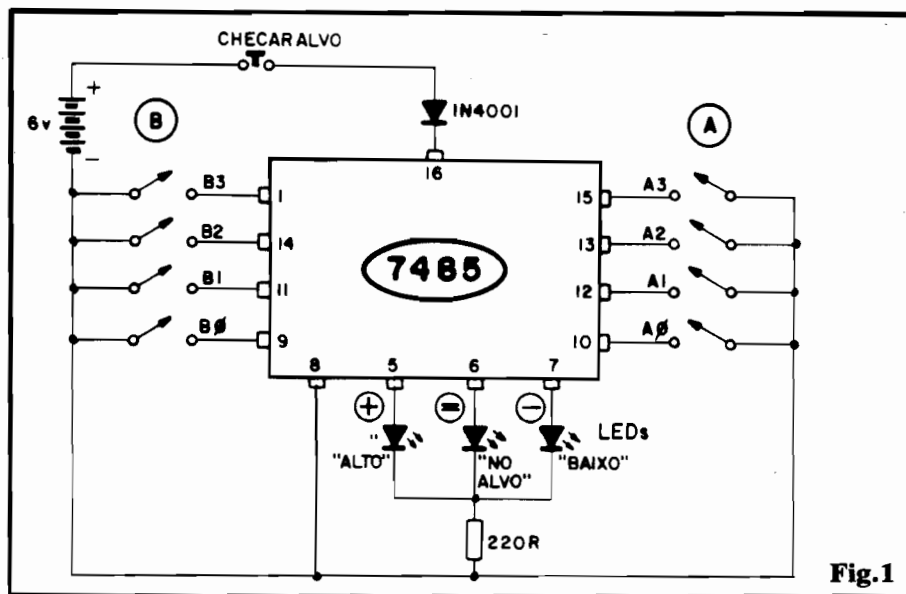 CHECAR ALVO
+
6v
-
B
1N4001
A
16
B3
1
15
A3
B2
14
13
A2
7485
B1
11
12
A1
BØ
9
10
AØ
8
5
6
7
+
=
-
LEDs
"
"ALTO"
"NO
ALVO"
"BAIXO"
220R
Fig.1